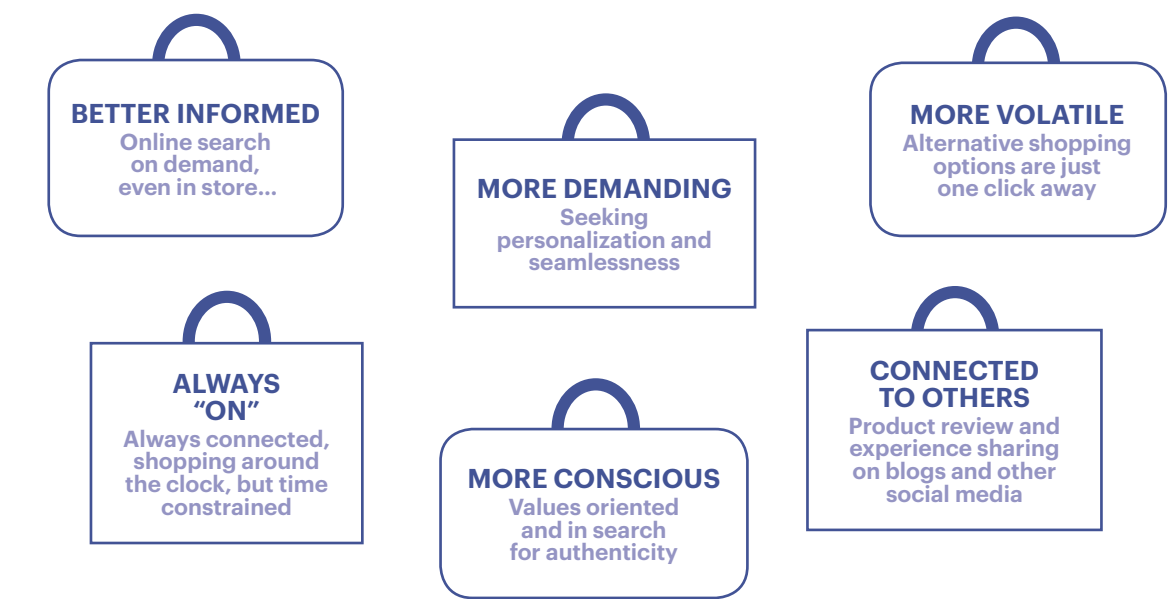 BETTER INFORMED
Online search
on demand,
even in store...
MORE DEMANDING
Seeking
personalization and
seamlessness
MORE VOLATILE
Alternative shopping
options are just
one click away
ALWAYS
“ON”
Always connected,
shopping around
the clock, but time
constrained
MORE CONSCIOUS
Values oriented
and in search
for authenticity
CONNECTED
TO OTHERS
Product review and
experience sharing
on blogs and other
social media